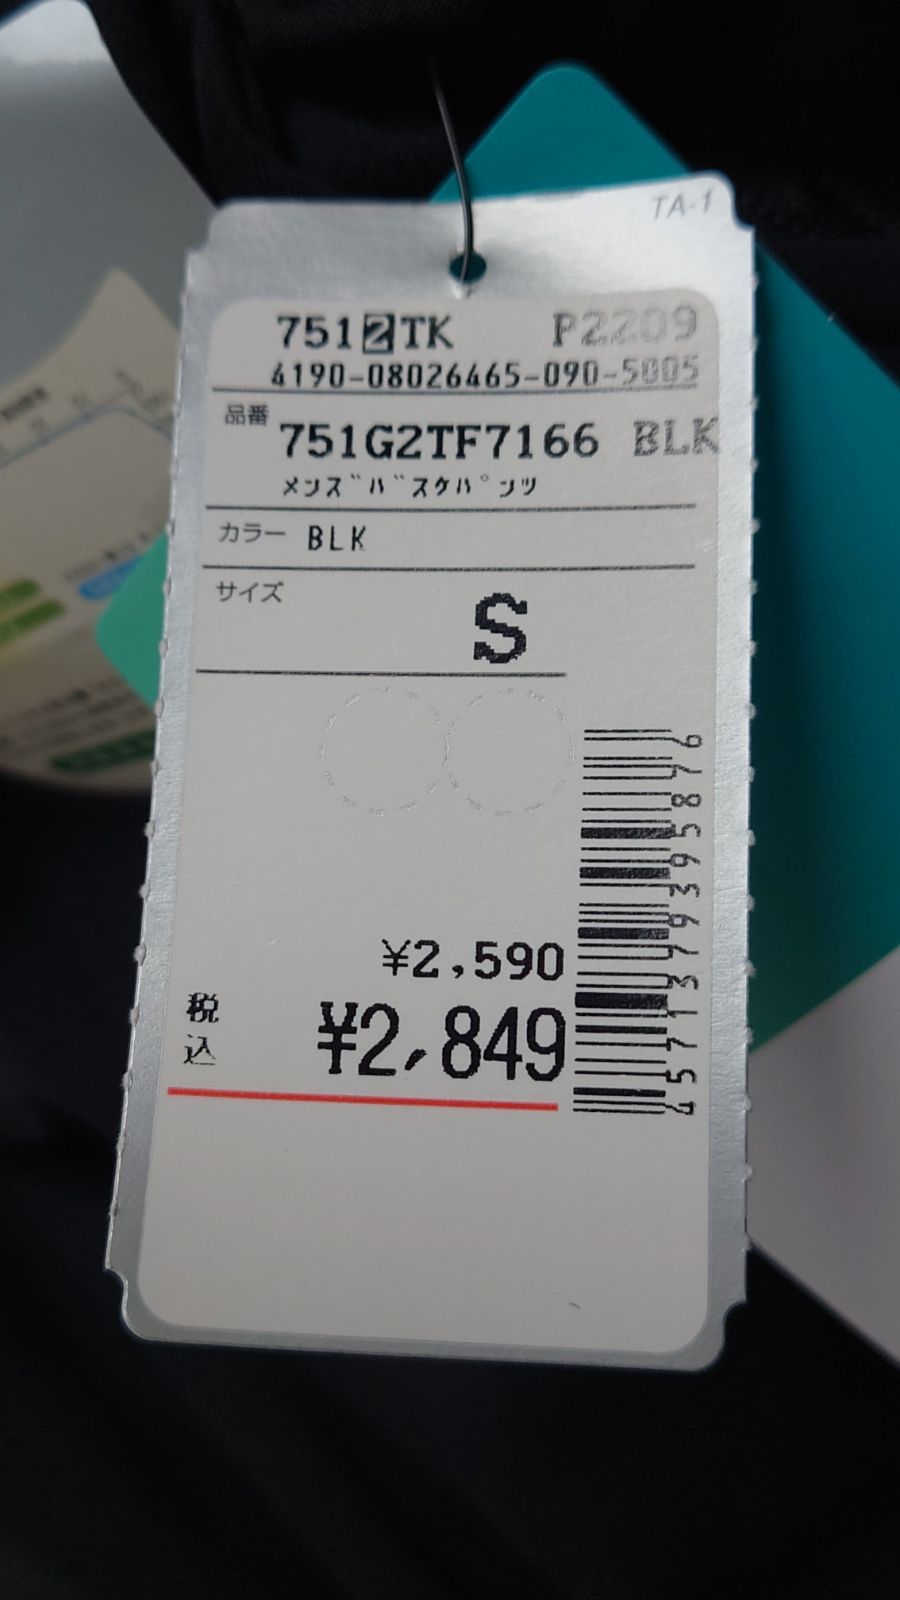 TA-1
7512TK P2209
4190-08026465-090-5005
品番
751G2TF7166 BLK
メンズバスケパンツ
カラー BLK
サイズ
S
¥2,590
税込 ¥2,849
4571379395876